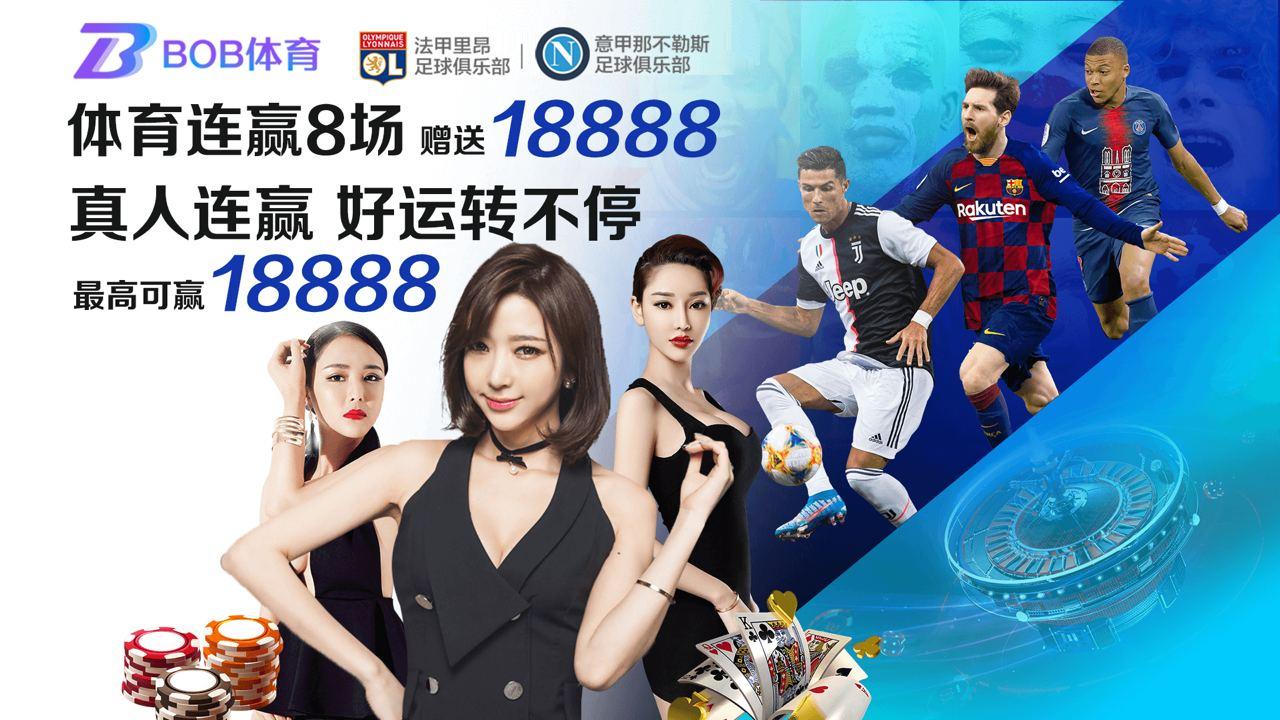 BOB体育
OLYMPIQUE
LYONNAIS
OL
法甲里昂
足球俱乐部
N
意甲那不勒斯
足球俱乐部
体育连赢8场 赠送18888
真人连赢 好运转不停
最高可赢18888
Jeep
Rakuten
be
K